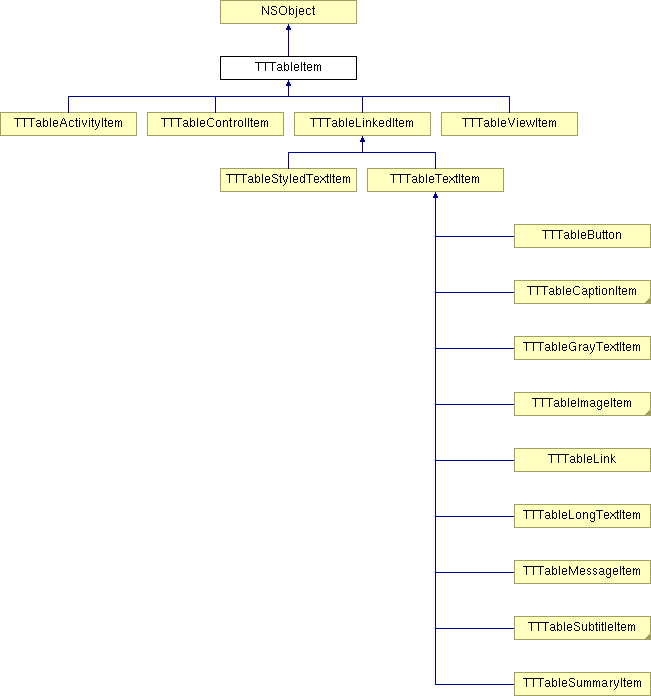 NSObject
TTTableItem
TTTableActivityItem
TTTableControlItem
TTTableLinkedItem
TTTableViewItem
TTTableStyledTextItem
TTTableTextItem
TTTableButton
TTTableCaptionItem
TTTableGrayTextItem
TTTableImageItem
TTTableLink
TTTableLongTextItem
TTTableMessageItem
TTTableSubtitleItem
TTTableSummaryItem